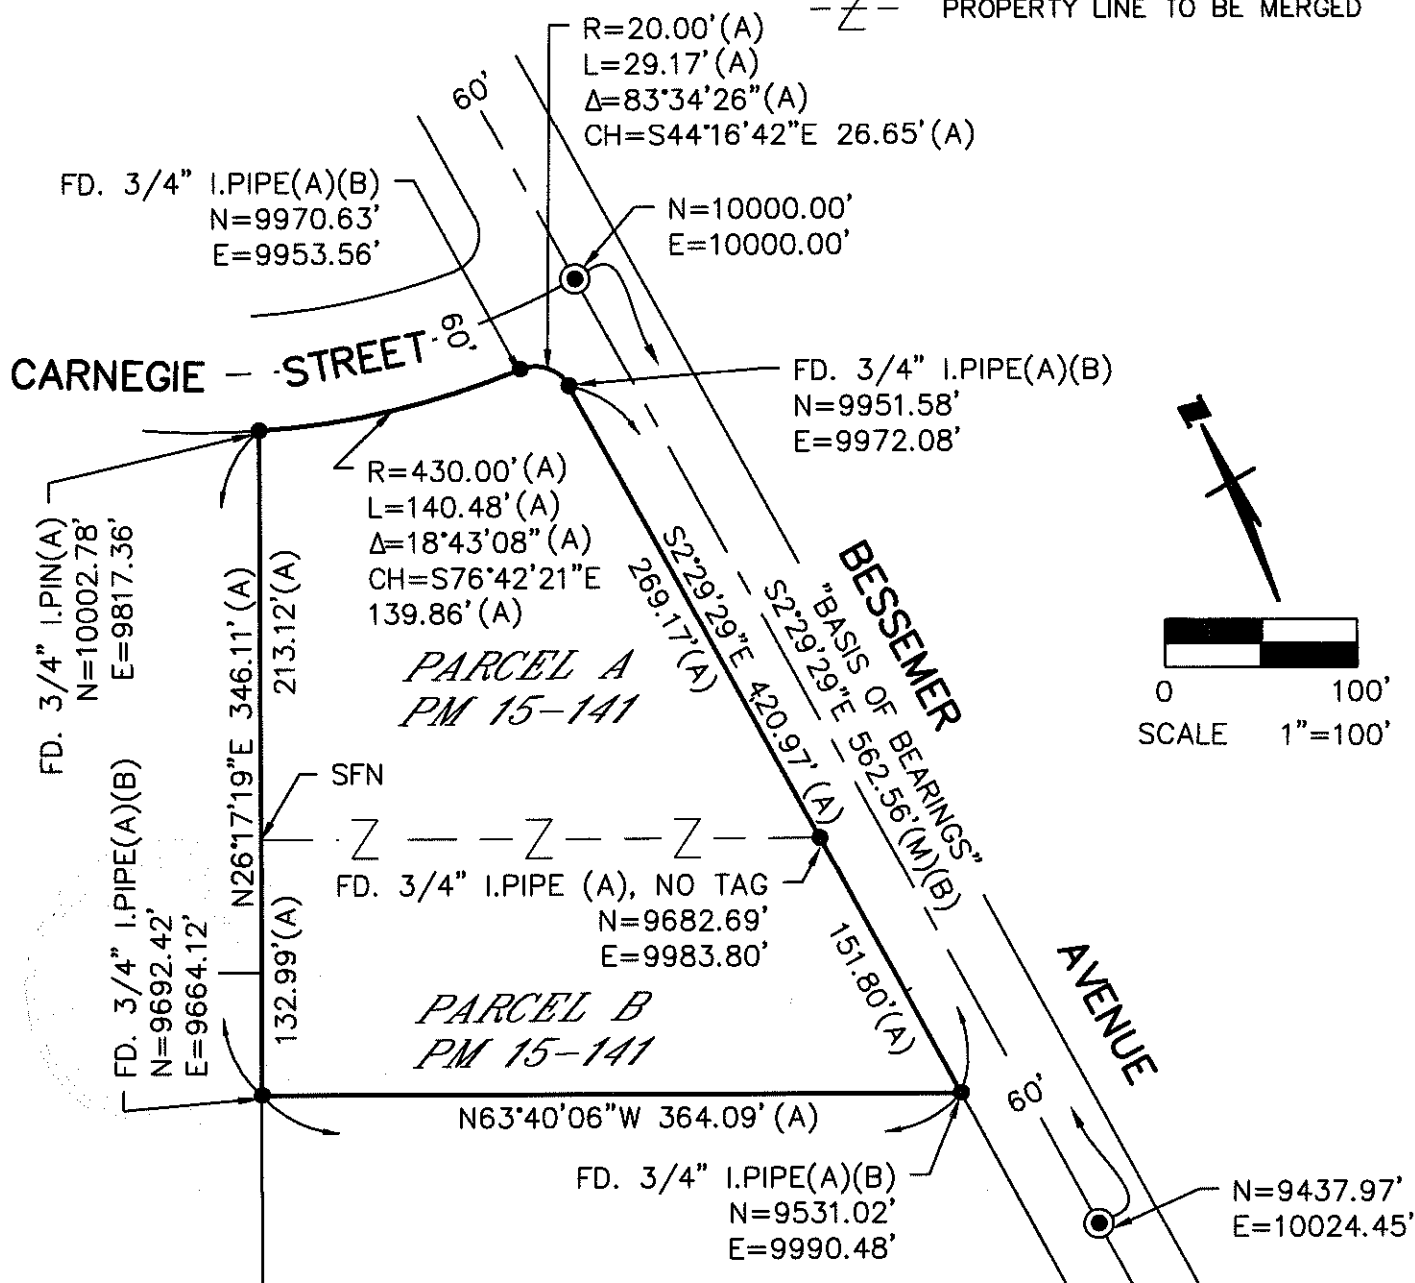 -Z- PROPERTY LINE TO BE MERGED
R=20.00'(A)
L=29.17'(A)
Δ=83°34'26"(A)
CH=S44°16'42"E 26.65'(A)
60'
FD. 3/4" I.PIPE(A)(B)
N=9970.63'
E=9953.56'
N=10000.00'
E=10000.00'
CARNEGIE STREET
60'
FD. 3/4" I.PIPE(A)(B)
N=9951.58'
E=9972.08'
R=430.00'(A)
L=140.48'(A)
Δ=18°43'08"(A)
CH=S76°42'21"E
139.86'(A)
FD. 3/4" I.PIN(A)
N=10002.78'
E=9817.36'
N26°17'19"E 346.11'(A)
213.12'(A)
PARCEL A
PM 15-141
S2°29'29"E 420.97'(A)
269.17'(A)
"BASIS OF BEARINGS"
S2°29'29"E 562.56'(M)(B)
BESSEMER
AVENUE
0 100'
SCALE 1"=100'
SFN
Z Z Z
FD. 3/4" I.PIPE (A), NO TAG
N=9682.69'
E=9983.80'
FD. 3/4" I.PIPE(A)(B)
N=9692.42'
E=9664.12'
132.99'(A)
151.80'(A)
PARCEL B
PM 15-141
N63°40'06"W 364.09'(A)
60'
FD. 3/4" I.PIPE(A)(B)
N=9531.02'
E=9990.48'
N=9437.97'
E=10024.45'